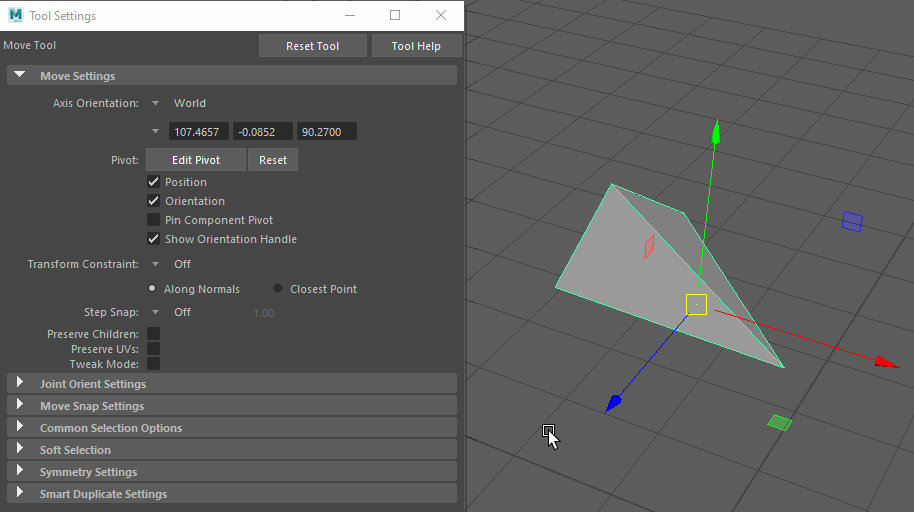 M Tool Settings
Move Tool Reset Tool Tool Help
Move Settings
Axis Orientation: World
107.4657 -0.0852 90.2700
Pivot: Edit Pivot Reset
Position
Orientation
Pin Component Pivot
Show Orientation Handle
Transform Constraint: Off
Along Normals Closest Point
Step Snap: Off 1.00
Preserve Children:
Preserve UVs:
Tweak Mode:
Joint Orient Settings
Move Snap Settings
Common Selection Options
Soft Selection
Symmetry Settings
Smart Duplicate Settings